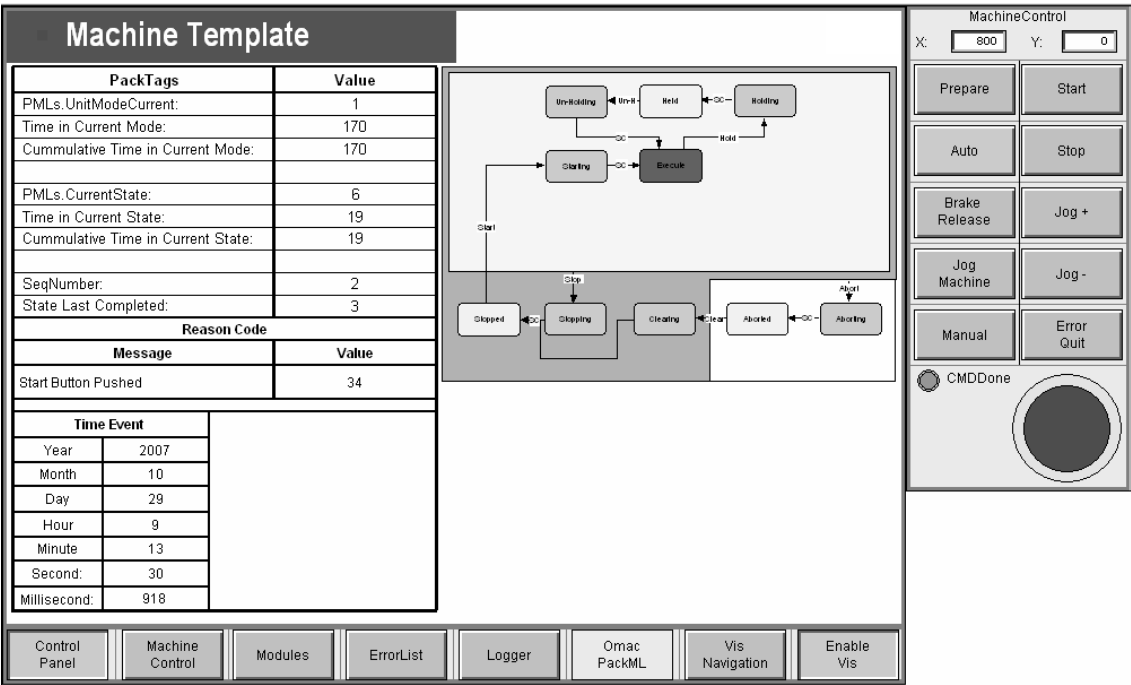 Machine Template
PackTags Value
PMLs.UnitModeCurrent: 1
Time in Current Mode: 170
Cummulative Time in Current Mode: 170
PMLs.CurrentState: 6
Time in Current State: 19
Cummulative Time in Current State: 19
SeqNumber: 2
State Last Completed: 3
Reason Code
Message Value
Start Button Pushed 34
Time Event
Year 2007
Month 10
Day 29
Hour 9
Minute 13
Second: 30
Millisecond: 918
Un-Holding Un-H Held SC Holding
SC Hold
Starting SC Execute
Start
Stop
Abort
Stopped SC Stopping Clearing Clear Aborted SC Aborting
MachineControl
X: 800 Y: 0
Prepare Start
Auto Stop
Brake
Release
Jog +
Jog
Machine
Jog -
Manual
Error
Quit
CMDDone
Control
Panel
Machine
Control
Modules
ErrorList
Logger
Omac
PackML
Vis
Navigation
Enable
Vis